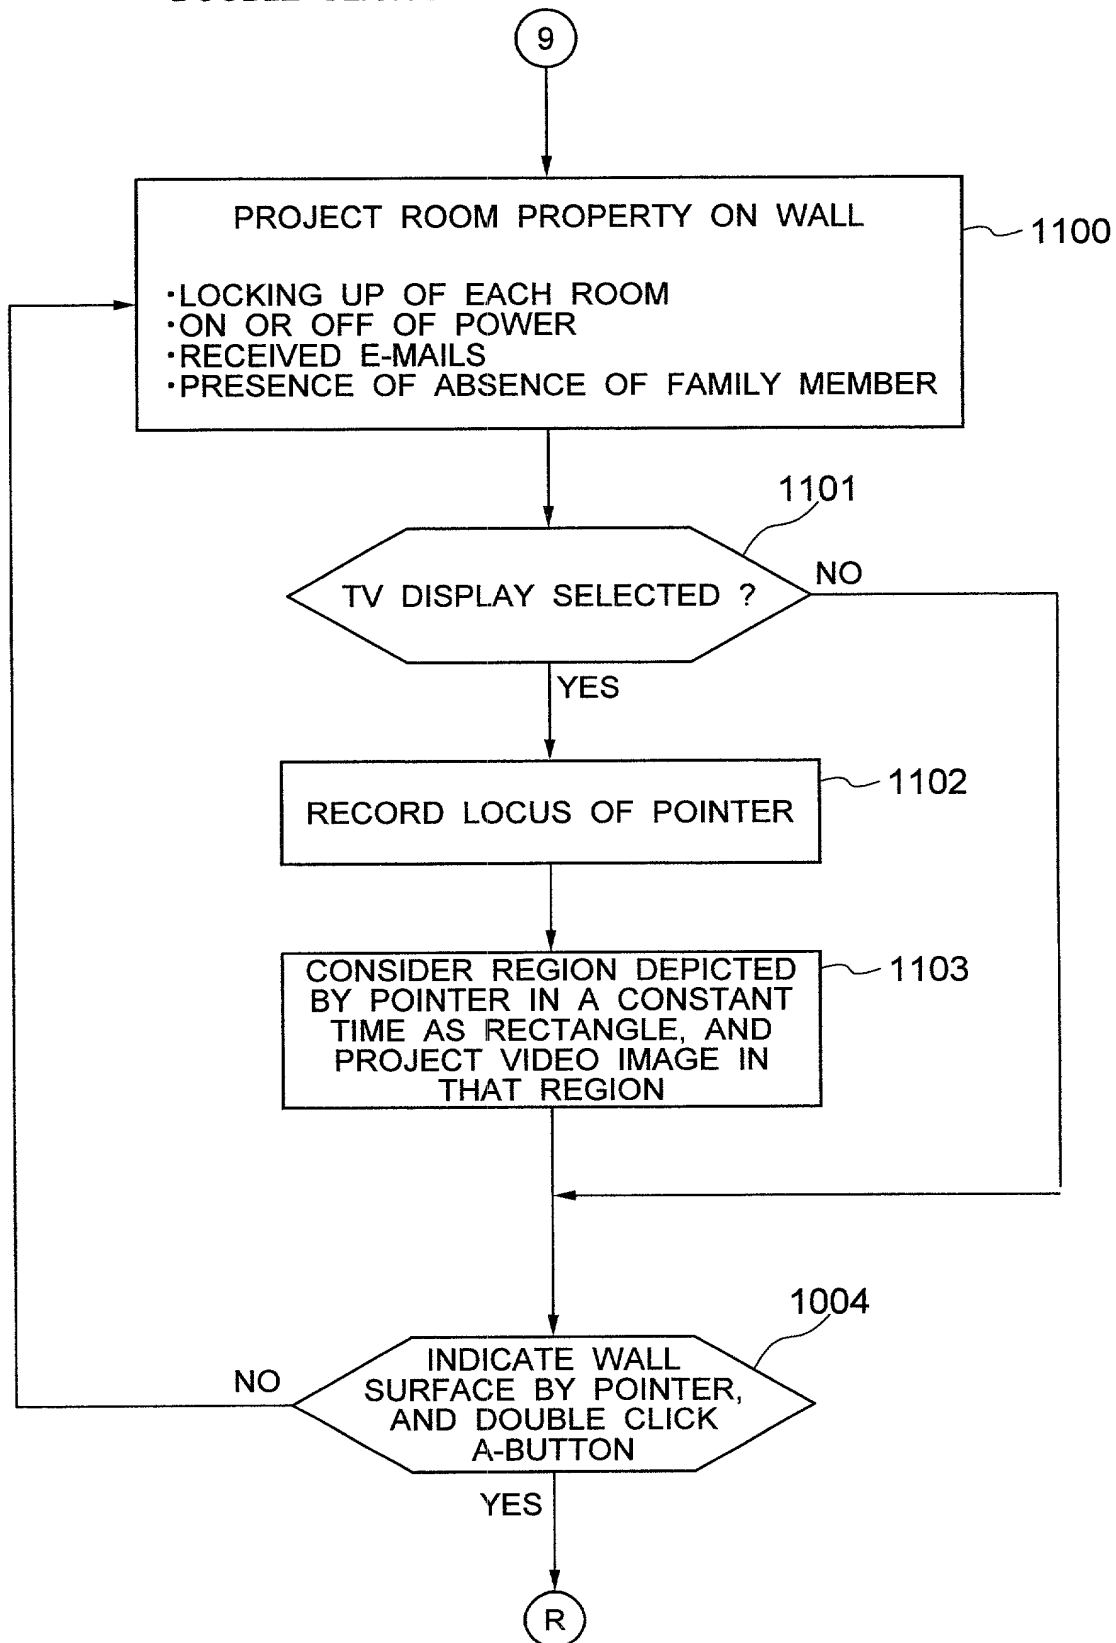 9
PROJECT ROOM PROPERTY ON WALL
1100
·LOCKING UP OF EACH ROOM
·ON OR OFF OF POWER
·RECEIVED E-MAILS
·PRESENCE OF ABSENCE OF FAMILY MEMBER
1101
TV DISPLAY SELECTED ?
NO
YES
1102
RECORD LOCUS OF POINTER
1103
CONSIDER REGION DEPICTED
BY POINTER IN A CONSTANT
TIME AS RECTANGLE, AND
PROJECT VIDEO IMAGE IN
THAT REGION
1004
INDICATE WALL
SURFACE BY POINTER,
AND DOUBLE CLICK
A-BUTTON
NO
YES
R